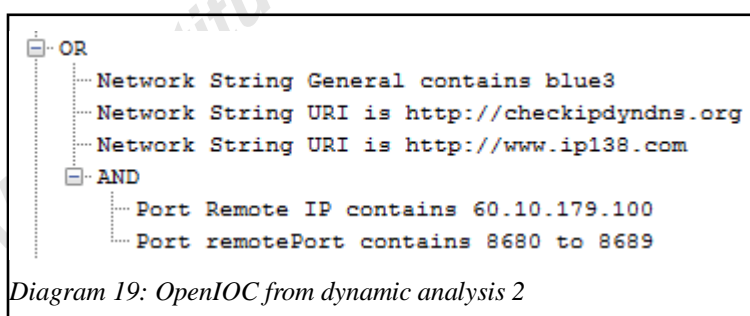 OR
Network String General contains blue3
Network String URI is http://checkipdyndns.org
Network String URI is http://www.ip138.com
AND
Port Remote IP contains 60.10.179.100
Port remotePort contains 8680 to 8689
Diagram 19: OpenIOC from dynamic analysis 2